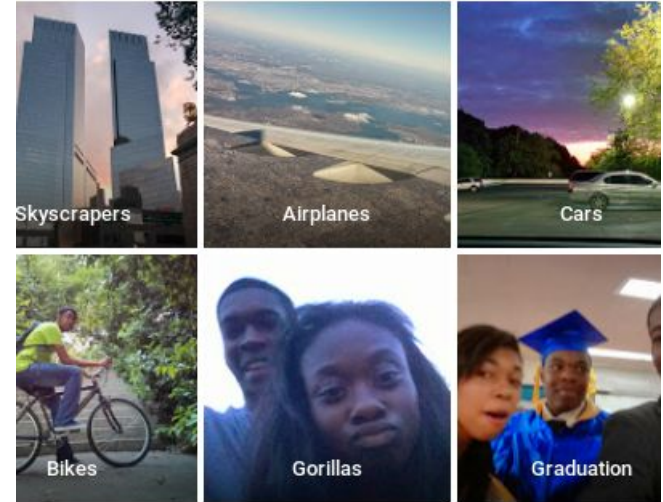 Skyscrapers
Airplanes
Cars
Bikes
Gorillas
Graduation